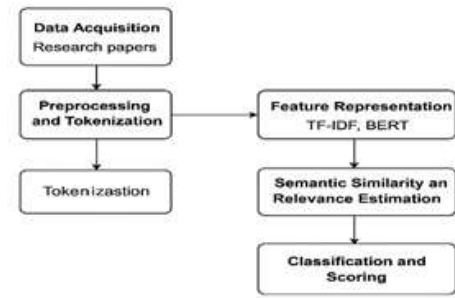 Data Acquisition
Research papers
Preprocessing
and Tokenization
Tokenizastion
Feature Representation
TF-IDF, BERT
Semantic Similarity an
Relevance Estimation
Classification and
Scoring